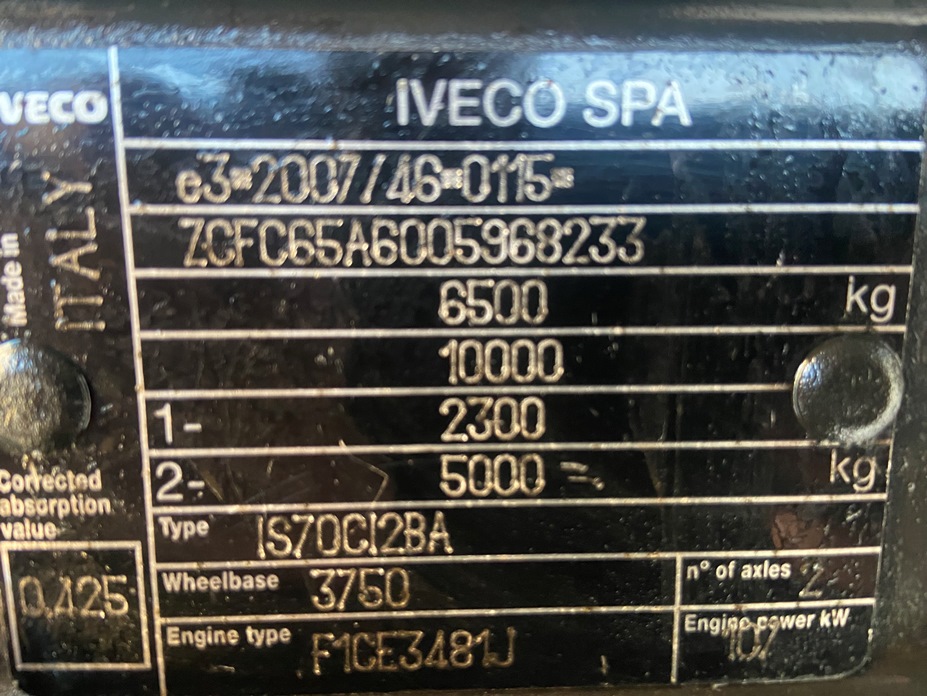 IVECO
IVECO SPA
Made in ITALY
e3*2007/46*0115*
ZCFC65A6005968233
6500 kg
10000
1- 2300
2- 5000 kg
Corrected
absorption
value
0,425
Type IS70CI2BA
Wheelbase 3750
n° of axles 2
Engine type F1CE3481J
Engine power kW 107